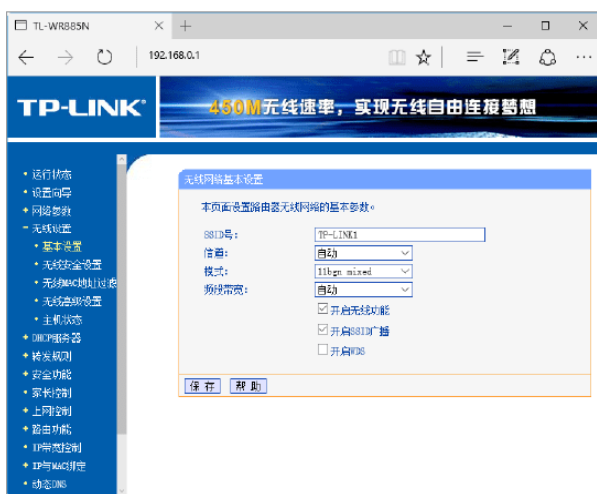 TL-WR885N
192.168.0.1
TP-LINK
450M无线速率，实现无线自由连接梦想
运行状态
设置向导
网络参数
无线设置
基本设置
无线安全设置
无线MAC地址过滤
无线高级设置
主机状态
DHCP服务器
转发规则
安全功能
家长控制
上网控制
路由功能
IP带宽控制
IP与MAC绑定
动态DNS
无线网络基本设置
本页面设置路由器无线网络的基本参数。
SSID号： TP-LINK1
信道： 自动
模式： 11bgn mixed
频段带宽： 自动
开启无线功能
开启SSID广播
开启WDS
保 存 帮 助